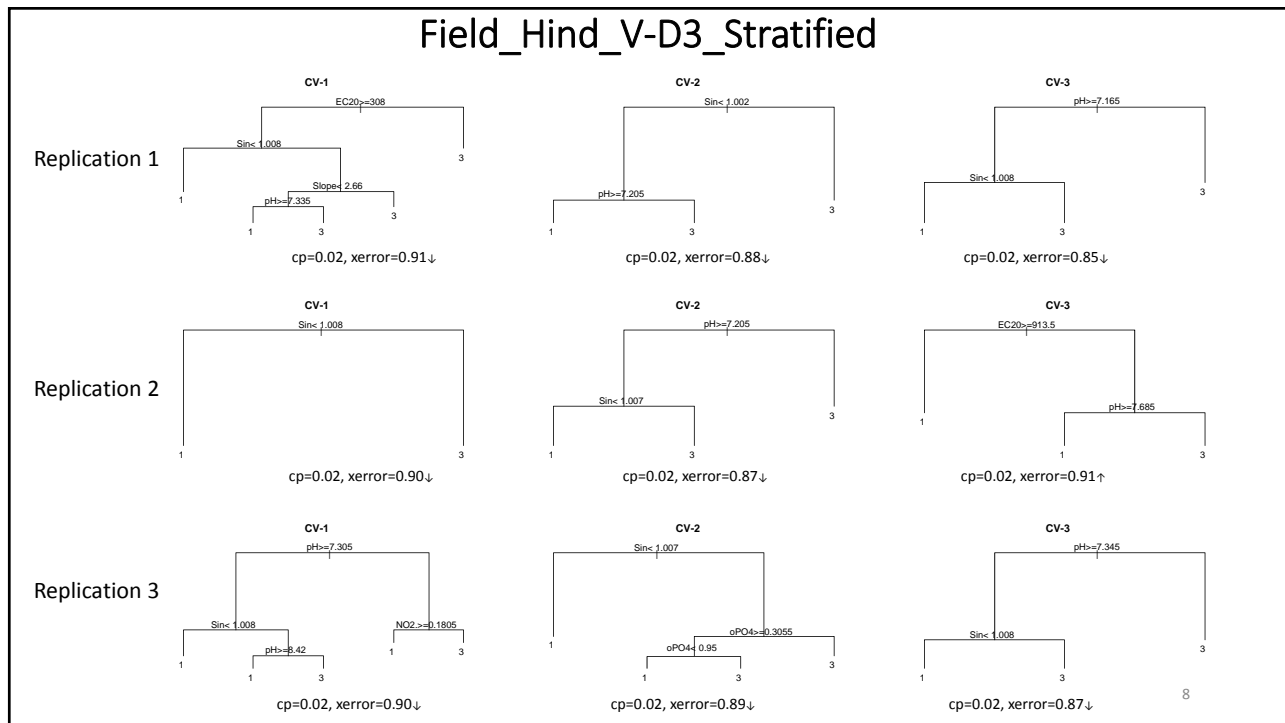 Field_Hind_V-D3_Stratified
Replication 1
CV-1
EC20>=308
Sin< 1.008
3
1
Slope< 2.66
pH>=7.335
3
1
3
cp=0.02, xerror=0.91↓
CV-2
Sin< 1.002
pH>=7.205
3
1
3
cp=0.02, xerror=0.88↓
CV-3
pH>=7.165
Sin< 1.008
3
1
3
cp=0.02, xerror=0.85↓
Replication 2
CV-1
Sin< 1.008
1
3
cp=0.02, xerror=0.90↓
CV-2
pH>=7.205
Sin< 1.007
3
1
3
cp=0.02, xerror=0.87↓
CV-3
EC20>=913.5
1
pH>=7.685
1
3
cp=0.02, xerror=0.91↑
Replication 3
CV-1
pH>=7.305
Sin< 1.008
NO2.>=0.1805
1
pH>=8.42
1
3
1
3
cp=0.02, xerror=0.90↓
CV-2
Sin< 1.007
1
oPO4>=0.3055
oPO4< 0.95
3
1
3
cp=0.02, xerror=0.89↓
CV-3
pH>=7.345
Sin< 1.008
3
1
3
cp=0.02, xerror=0.87↓
8